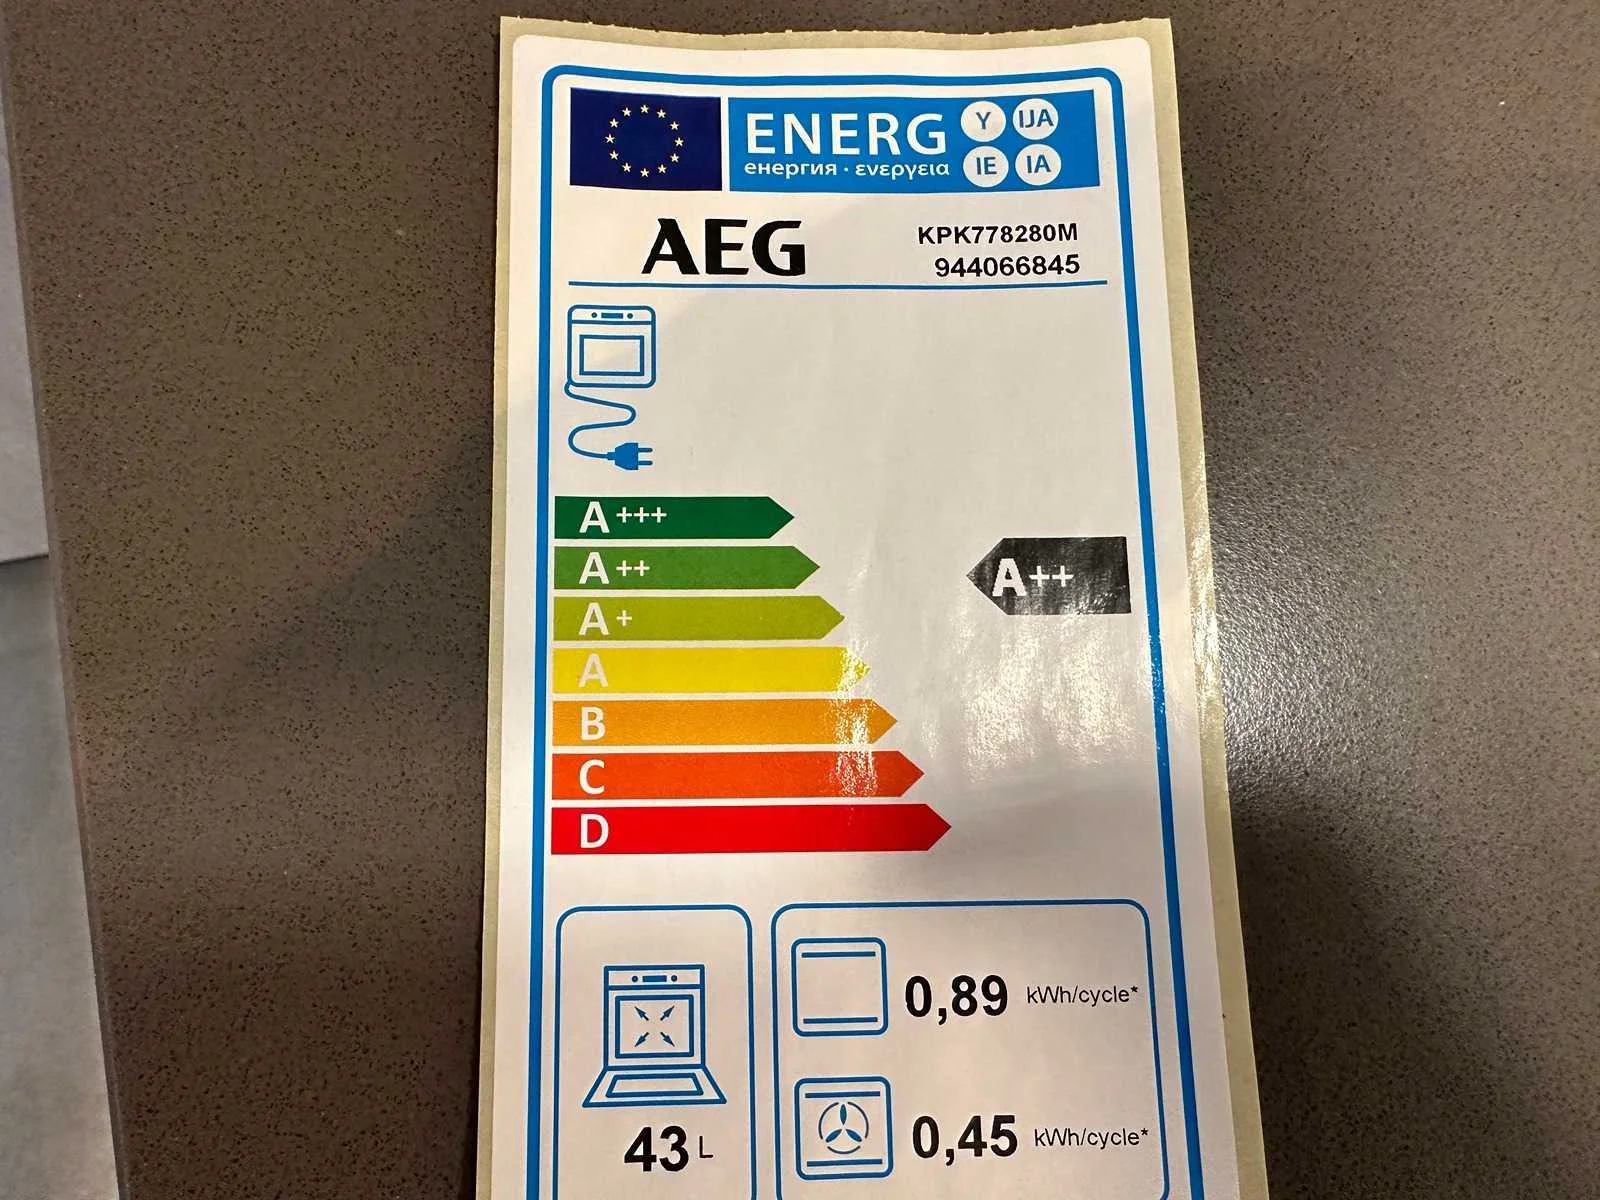 ENERG Y IJA
IE IA
енергия · ενεργεια
AEG
KPK778280M
944066845
A+++
A++
A++
A+
A
B
C
D
0,89 kWh/cycle*
0,45 kWh/cycle*
43 L